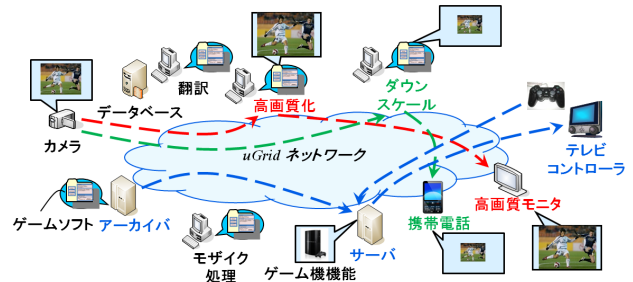 翻訳
データベース
高画質化
ダウン
スケール
カメラ
uGrid ネットワーク
テレビ
コントローラ
ゲームソフト
アーカイバ
モザイク
処理
ゲーム機機能
サーバ
携帯電話
高画質モニタ